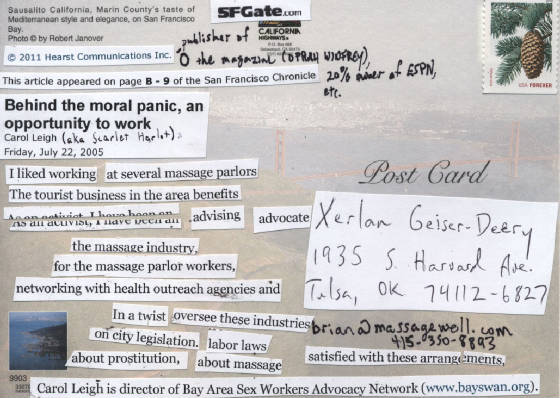 Sausalito California, Marin County's taste of
Mediterranean style and elegance, on San Francisco
Bay.
Photo © by Robert Janover
SFGate.com
CALIFORNIA
HIGHWAYS
© 2011 Hearst Communications Inc.
publisher of
O the magazine (OPRAY WINFREY),
20% owner of ESPN,
etc.
USA FOREVER
This article appeared on page B - 9 of the San Francisco Chronicle
Behind the moral panic, an
opportunity to work
Carol Leigh (aka Scarlet Harlot)
Friday, July 22, 2005
I liked working at several massage parlors
The tourist business in the area benefits
As an activist, I have been advising advocate
the massage industry,
for the massage parlor workers,
networking with health outreach agencies and
In a twist oversee these industries
on city legislation. labor laws
about prostitution, about massage
Post Card
Xerlan Geiser-Deery
1935 S. Harvard Ave.
Tulsa, OK 74112-6827
brian@massagewell.com
415-0350-8893
satisfied with these arrangements,
9903
Carol Leigh is director of Bay Area Sex Workers Advocacy Network (www.bayswan.org).